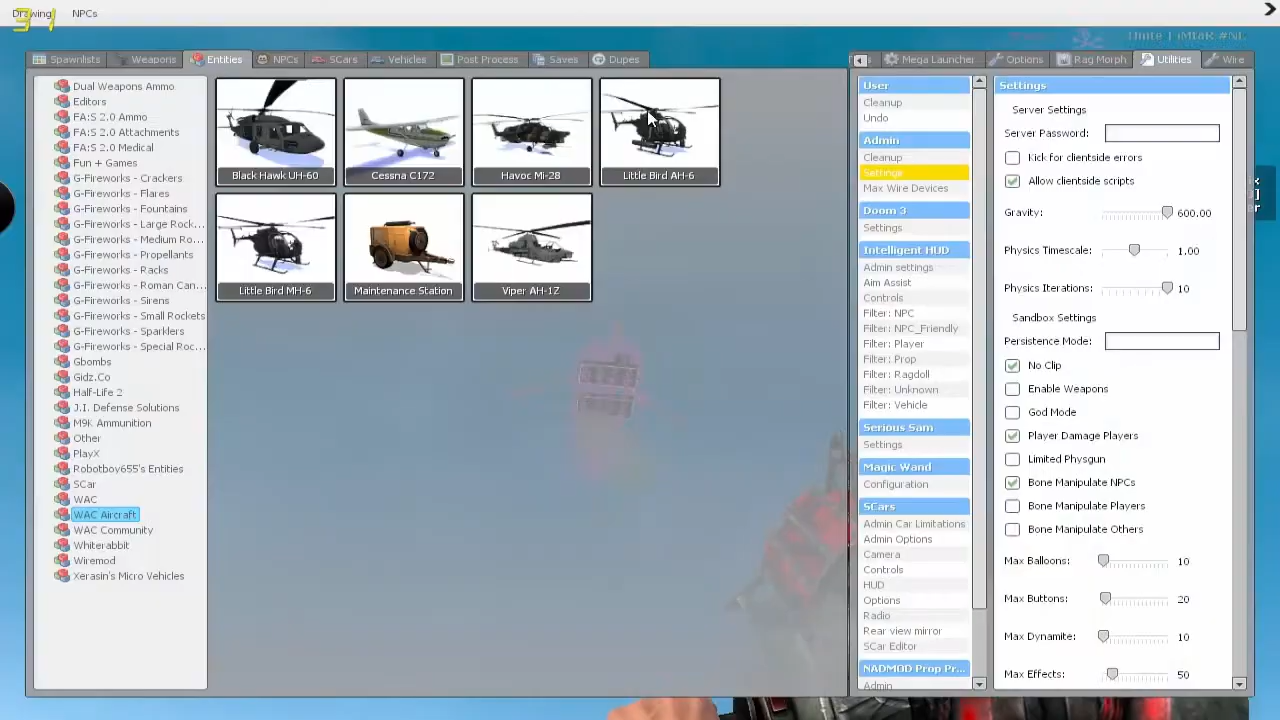 Drawing
NPCs
31
Unite | iMtaR #NL
Spawnlists
Weapons
Entities
NPCs
SCars
Vehicles
Post Process
Saves
Dupes
Mega Launcher
Options
Rag Morph
Utilities
Wire
Dual Weapons Ammo
Editors
FA:S 2.0 Ammo
FA:S 2.0 Attachments
FA:S 2.0 Medical
Fun + Games
G-Fireworks - Crackers
G-Fireworks - Flares
G-Fireworks - Fountains
G-Fireworks - Large Rock...
G-Fireworks - Medium Ro...
G-Fireworks - Propellants
G-Fireworks - Racks
G-Fireworks - Roman Can...
G-Fireworks - Sirens
G-Fireworks - Small Rockets
G-Fireworks - Sparklers
G-Fireworks - Special Roc...
Gbombs
Gidz.Co
Half-Life 2
J.I. Defense Solutions
M9K Ammunition
Other
PlayX
Robotboy655's Entities
SCar
WAC
WAC Aircraft
WAC Community
Whiterabbit
Wiremod
Xerasin's Micro Vehicles
Black Hawk UH-60
Cessna C172
Havoc Mi-28
Little Bird AH-6
Little Bird MH-6
Maintenance Station
Viper AH-1Z
User
Cleanup
Undo
Admin
Cleanup
Settings
Max Wire Devices
Doom 3
Settings
Intelligent HUD
Admin settings
Aim Assist
Controls
Filter: NPC
Filter: NPC_Friendly
Filter: Player
Filter: Prop
Filter: Ragdoll
Filter: Unknown
Filter: Vehicle
Serious Sam
Settings
Magic Wand
Configuration
SCars
Admin Car Limitations
Admin Options
Camera
Controls
HUD
Options
Radio
Rear view mirror
SCar Editor
NADMOD Prop Pr...
Admin
Settings
Server Settings
Server Password:
Kick for clientside errors
Allow clientside scripts
Gravity: 600.00
Physics Timescale: 1.00
Physics Iterations: 10
Sandbox Settings
Persistence Mode:
No Clip
Enable Weapons
God Mode
Player Damage Players
Limited Physgun
Bone Manipulate NPCs
Bone Manipulate Players
Bone Manipulate Others
Max Balloons: 10
Max Buttons: 20
Max Dynamite: 10
Max Effects: 50